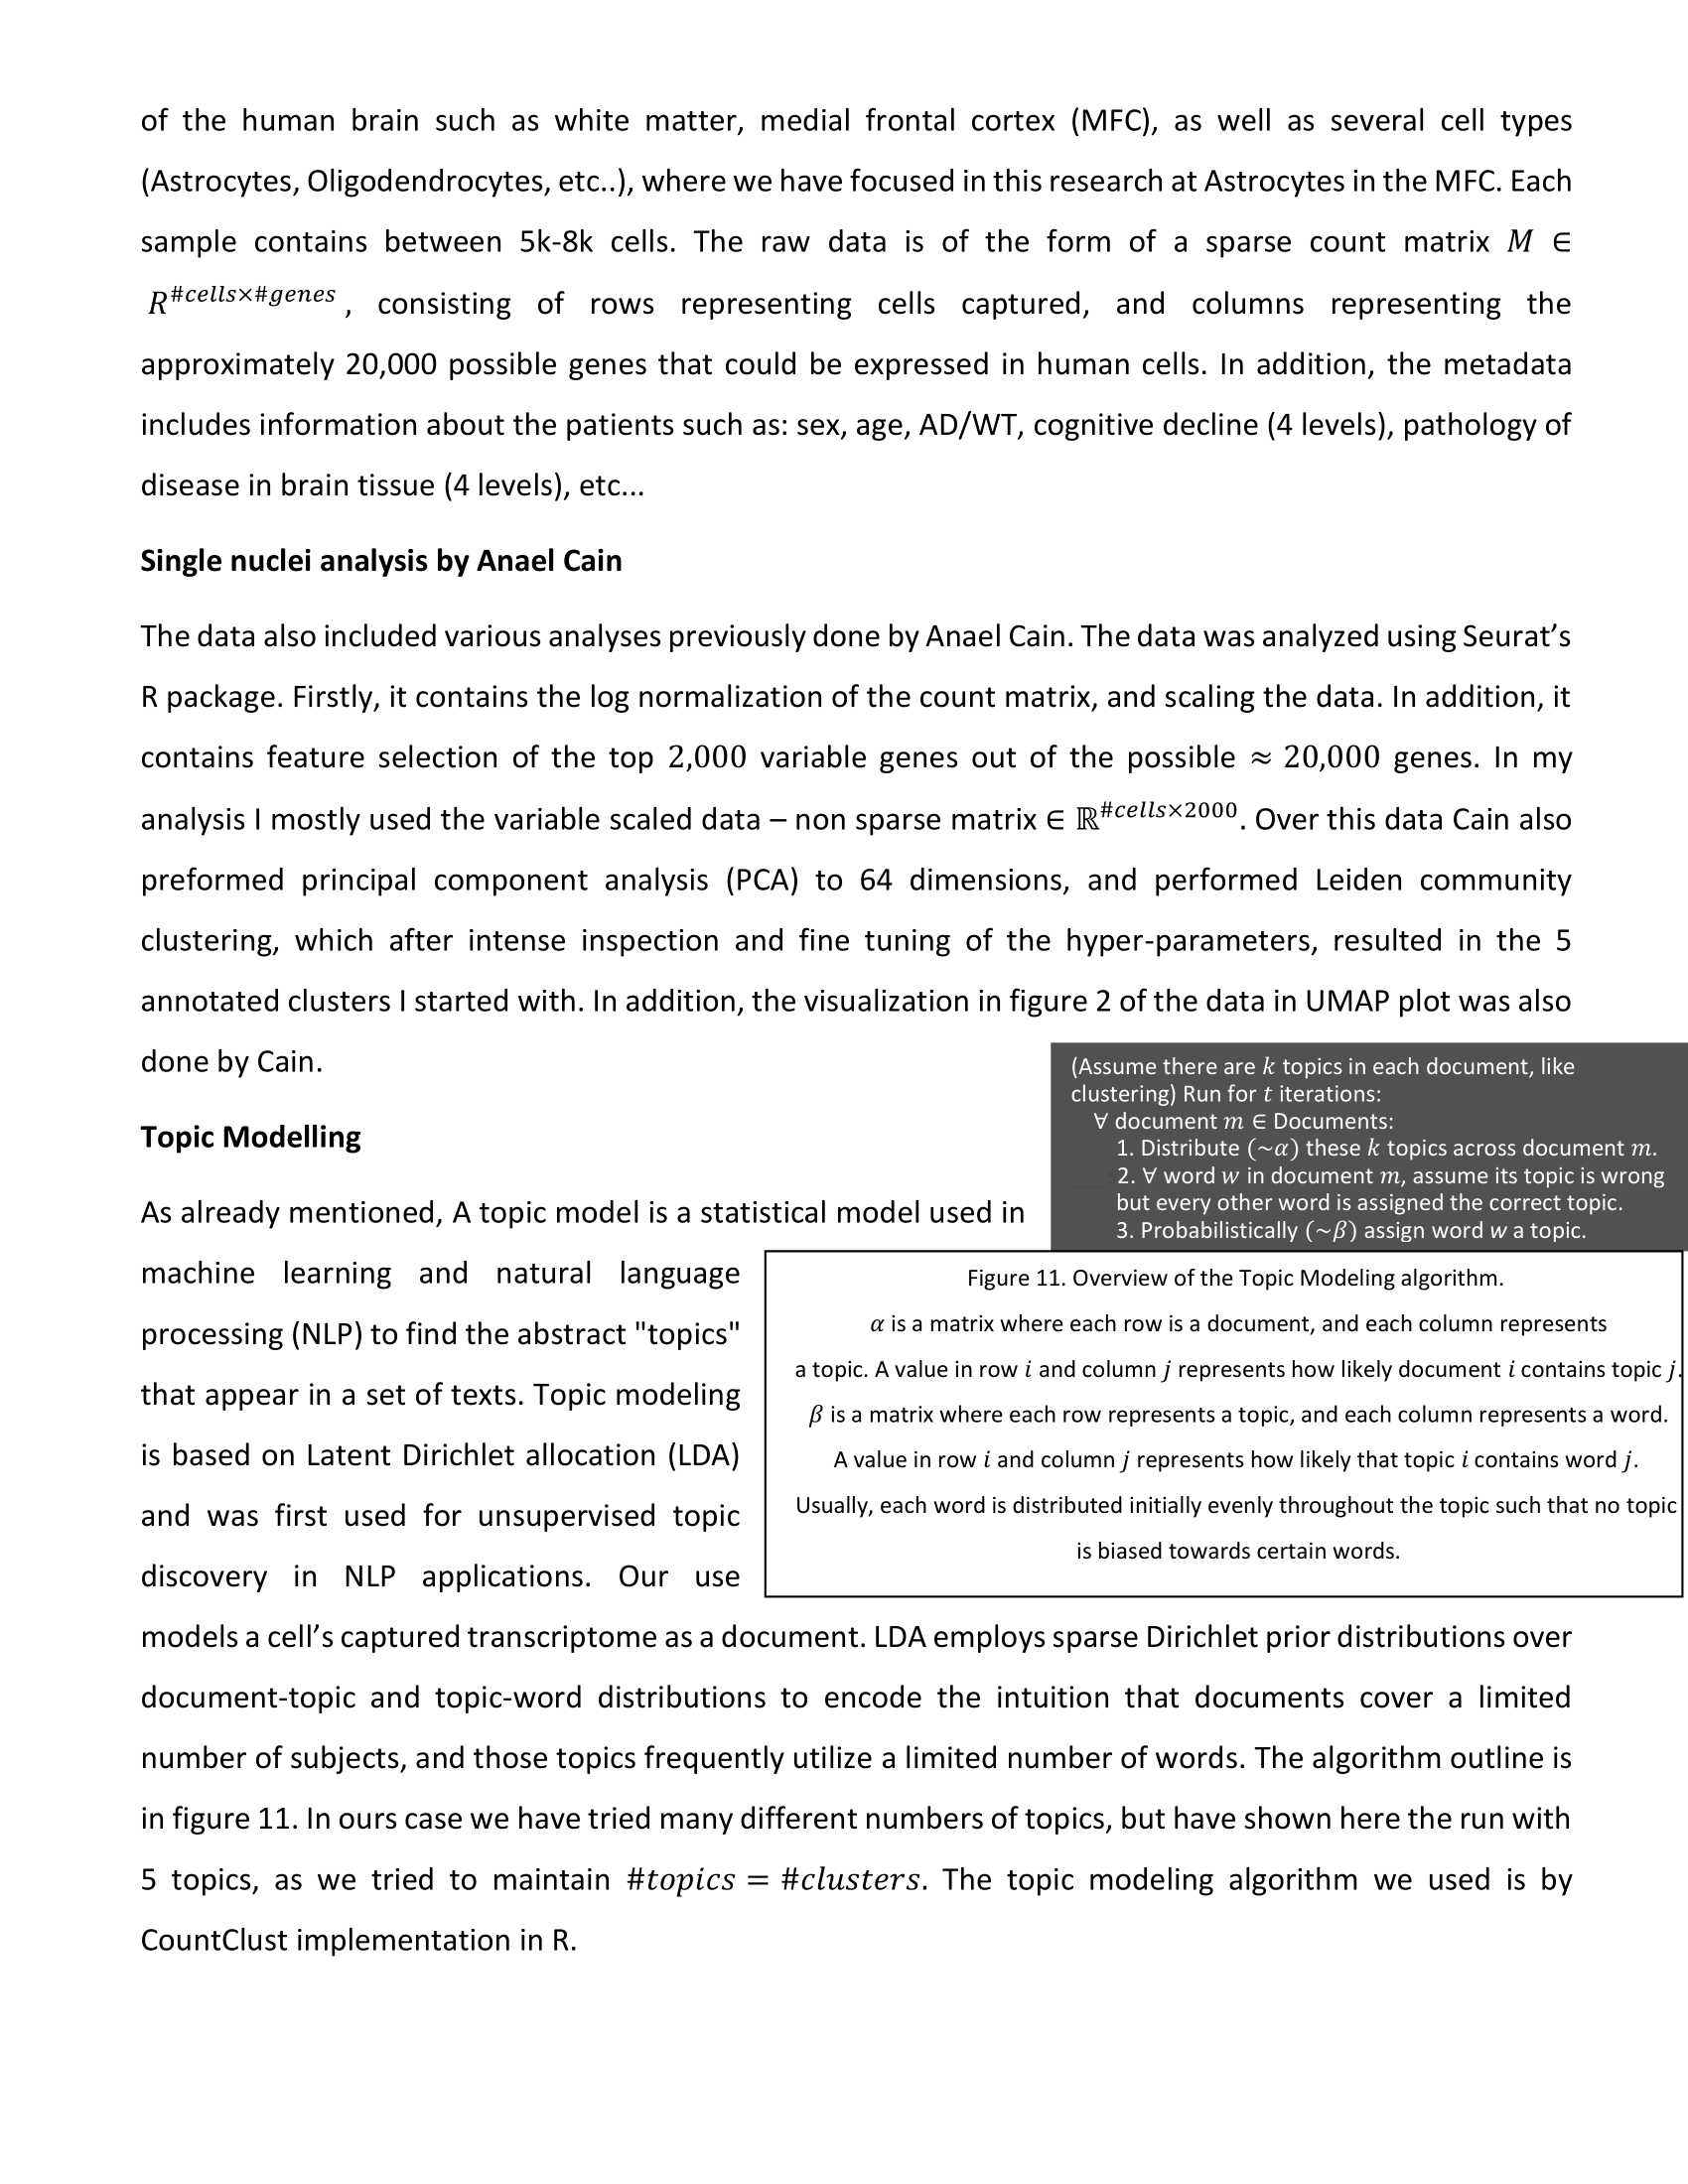 of the human brain such as white matter, medial frontal cortex (MFC), as well as several cell types
(Astrocytes, Oligodendrocytes, etc..), where we have focused in this research at Astrocytes in the MFC. Each
sample contains between 5k-8k cells. The raw data is of the form of a sparse count matrix M ∈
R^{#cells×#genes}, consisting of rows representing cells captured, and columns representing the
approximately 20,000 possible genes that could be expressed in human cells. In addition, the metadata
includes information about the patients such as: sex, age, AD/WT, cognitive decline (4 levels), pathology of
disease in brain tissue (4 levels), etc...
Single nuclei analysis by Anael Cain
The data also included various analyses previously done by Anael Cain. The data was analyzed using Seurat’s
R package. Firstly, it contains the log normalization of the count matrix, and scaling the data. In addition, it
contains feature selection of the top 2,000 variable genes out of the possible ≈ 20,000 genes. In my
analysis I mostly used the variable scaled data – non sparse matrix ∈ ℝ^{#cells×2000}. Over this data Cain also
preformed principal component analysis (PCA) to 64 dimensions, and performed Leiden community
clustering, which after intense inspection and fine tuning of the hyper-parameters, resulted in the 5
annotated clusters I started with. In addition, the visualization in figure 2 of the data in UMAP plot was also
done by Cain.
Topic Modelling
As already mentioned, A topic model is a statistical model used in
machine learning and natural language
processing (NLP) to find the abstract "topics"
that appear in a set of texts. Topic modeling
is based on Latent Dirichlet allocation (LDA)
and was first used for unsupervised topic
discovery in NLP applications. Our use
models a cell’s captured transcriptome as a document. LDA employs sparse Dirichlet prior distributions over
document-topic and topic-word distributions to encode the intuition that documents cover a limited
number of subjects, and those topics frequently utilize a limited number of words. The algorithm outline is
in figure 11. In ours case we have tried many different numbers of topics, but have shown here the run with
5 topics, as we tried to maintain #topics = #clusters. The topic modeling algorithm we used is by
CountClust implementation in R.
(Assume there are k topics in each document, like
clustering) Run for t iterations:
∀ document m ∈ Documents:
1. Distribute (~α) these k topics across document m.
2. ∀ word w in document m, assume its topic is wrong
but every other word is assigned the correct topic.
3. Probabilistically (~β) assign word w a topic.
Figure 11. Overview of the Topic Modeling algorithm.
α is a matrix where each row is a document, and each column represents
a topic. A value in row i and column j represents how likely document i contains topic j.
β is a matrix where each row represents a topic, and each column represents a word.
A value in row i and column j represents how likely that topic i contains word j.
Usually, each word is distributed initially evenly throughout the topic such that no topic
is biased towards certain words.